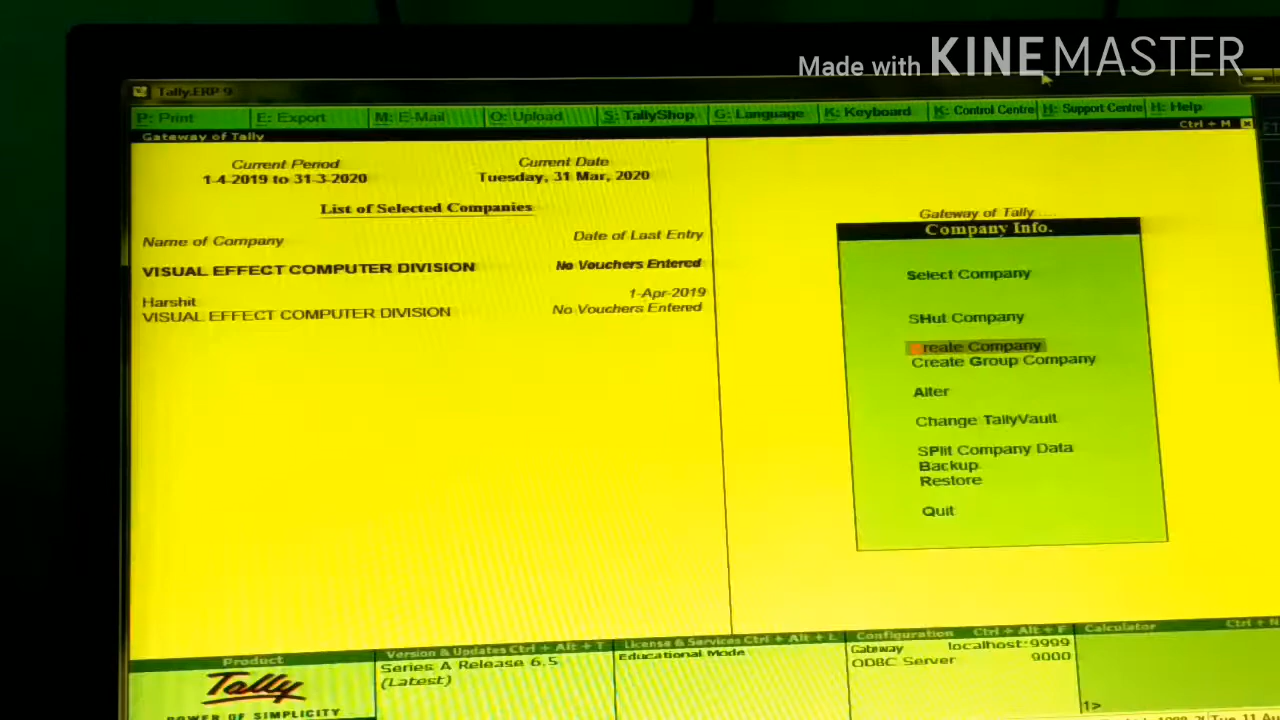 Made with KINEMASTER
Tally.ERP 9
P: Print E: Export M: E-Mail O: Upload S: TallyShop G: Language K: Keyboard K: Control Centre H: Support Centre H: Help
Gateway of Tally Ctrl + M
Current Period Current Date
1-4-2019 to 31-3-2020 Tuesday, 31 Mar, 2020
List of Selected Companies
Name of Company Date of Last Entry
VISUAL EFFECT COMPUTER DIVISION No Vouchers Entered
Harshit 1-Apr-2019
VISUAL EFFECT COMPUTER DIVISION No Vouchers Entered
Gateway of Tally ....
Company Info.
Select Company
SHut Company
Create Company
Create Group Company
Alter
Change TallyVault
SPlit Company Data
Backup
Restore
Quit
Product
Tally
POWER OF SIMPLICITY
Version & Updates Ctrl + Alt + T
Series A Release 6.5
(Latest)
License & Services Ctrl + Alt + L
Educational Mode
Configuration Ctrl + Alt + F
Gateway localhost:9999
ODBC Server 9000
Calculator Ctrl + N
1>